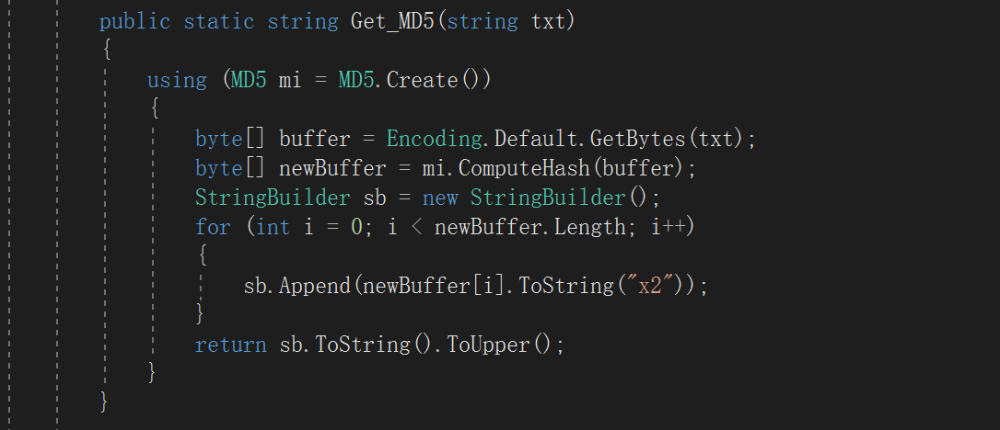 public static string Get_MD5(string txt)
{
using (MD5 mi = MD5.Create())
{
byte[] buffer = Encoding.Default.GetBytes(txt);
byte[] newBuffer = mi.ComputeHash(buffer);
StringBuilder sb = new StringBuilder();
for (int i = 0; i < newBuffer.Length; i++)
{
sb.Append(newBuffer[i].ToString("x2"));
}
return sb.ToString().ToUpper();
}
}